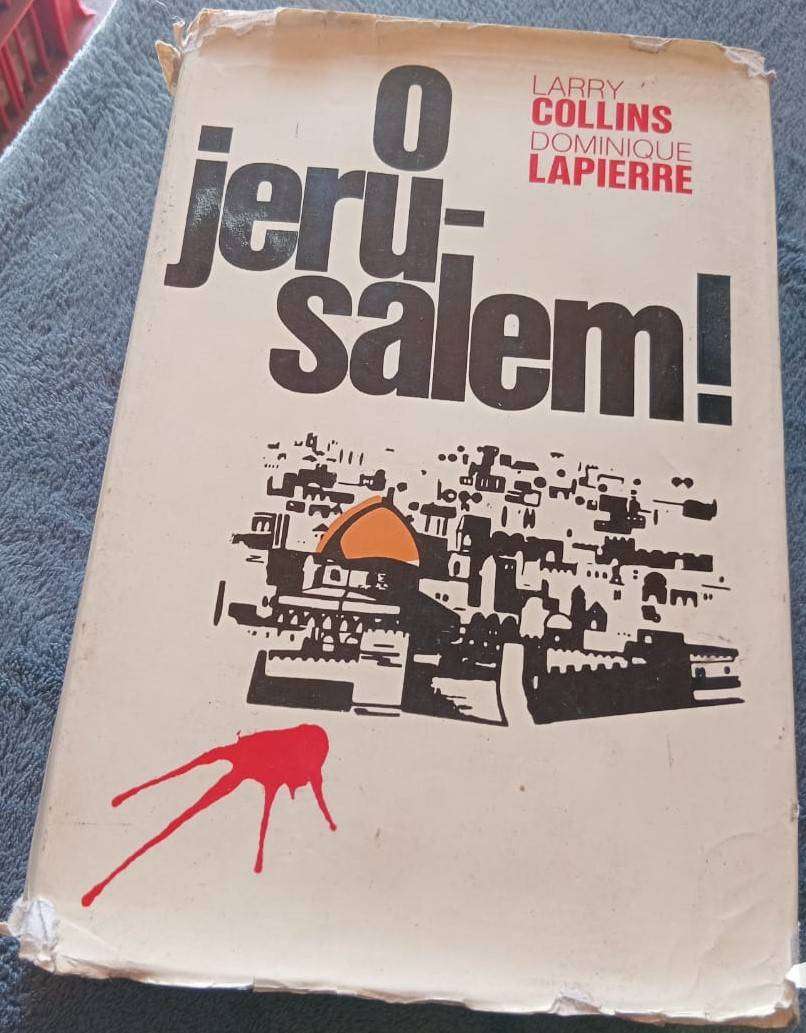 O
jeru-
salem!
LARRY
COLLINS
DOMINIQUE
LAPIERRE